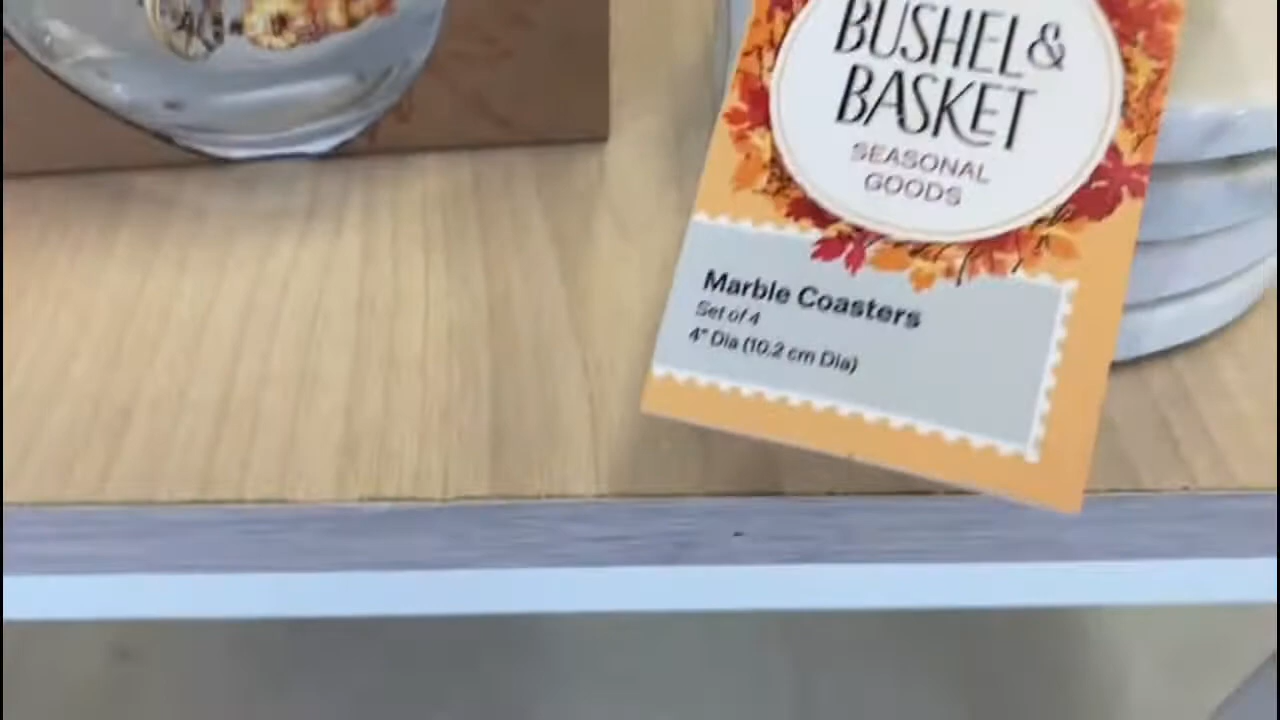 BUSHEL &
BASKET
SEASONAL
GOODS
Marble Coasters
Set of 4
4" Dia (10.2 cm Dia)